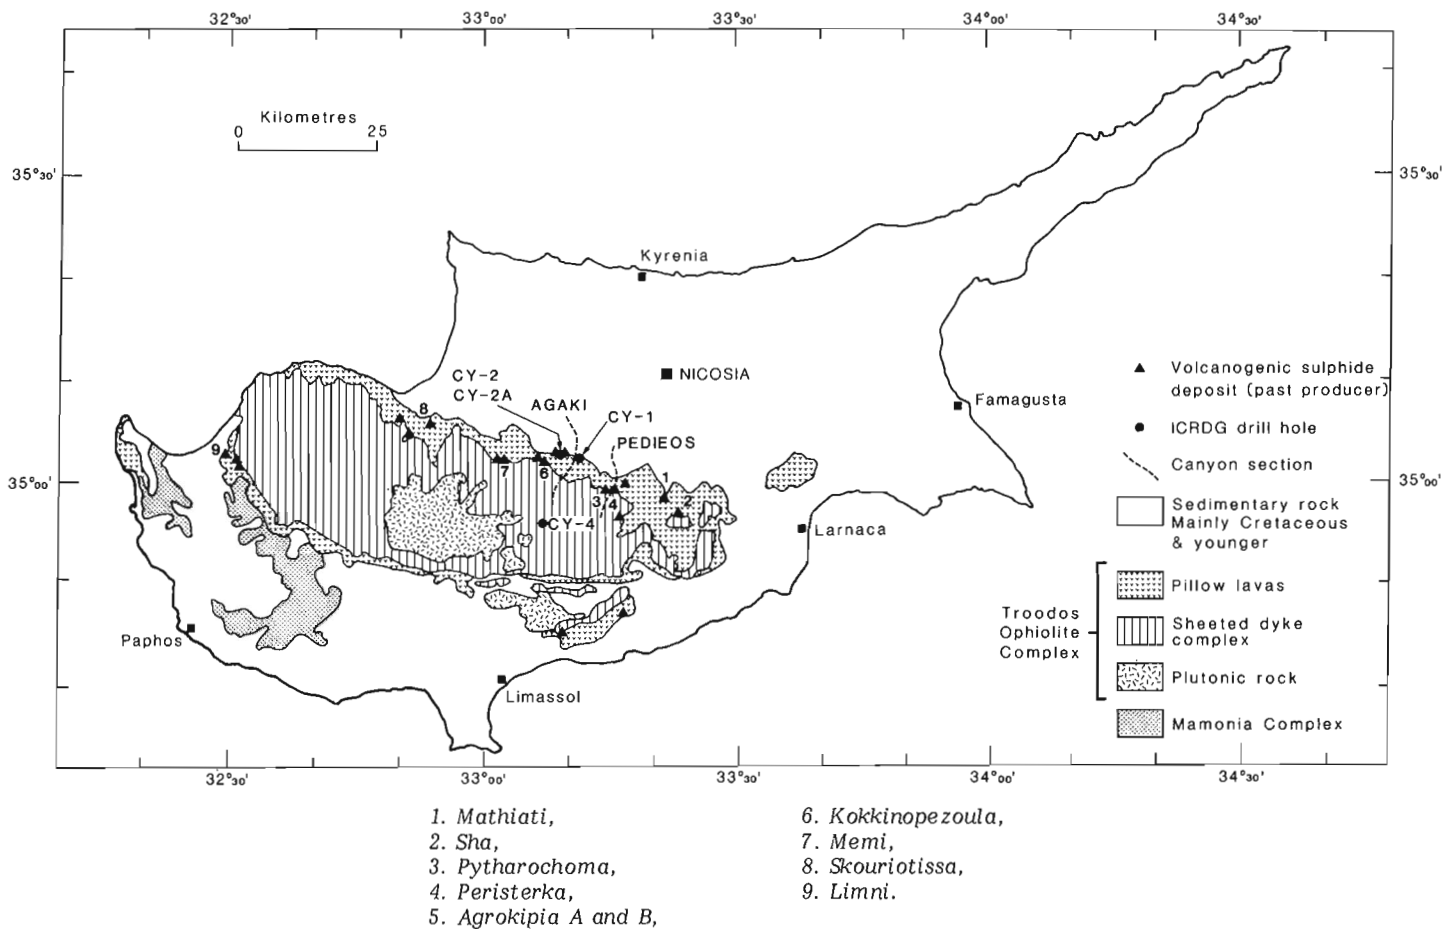 32°30'
33°00'
33°30'
34°00'
34°30'
Kilometres
0 25
35°30'
35°30'
Kyrenia
NICOSIA
CY-2
CY-2A
AGAKI
CY-1
PEDIEOS
Famagusta
8
9
7
6
3
4
1
2
CY-4
35°00'
35°00'
Larnaca
Paphos
Limassol
Volcanogenic sulphide
deposit (past producer)
ICRDG drill hole
Canyon section
Sedimentary rock
Mainly Cretaceous
& younger
Troodos
Ophiolite
Complex
Pillow lavas
Sheeted dyke
complex
Plutonic rock
Mamonia Complex
32°30'
33°00'
33°30'
34°00'
34°30'
1. Mathiati,
2. Sha,
3. Pytharochoma,
4. Peristerka,
5. Agrokipia A and B,
6. Kokkinopezoula,
7. Memi,
8. Skouriotissa,
9. Limni.